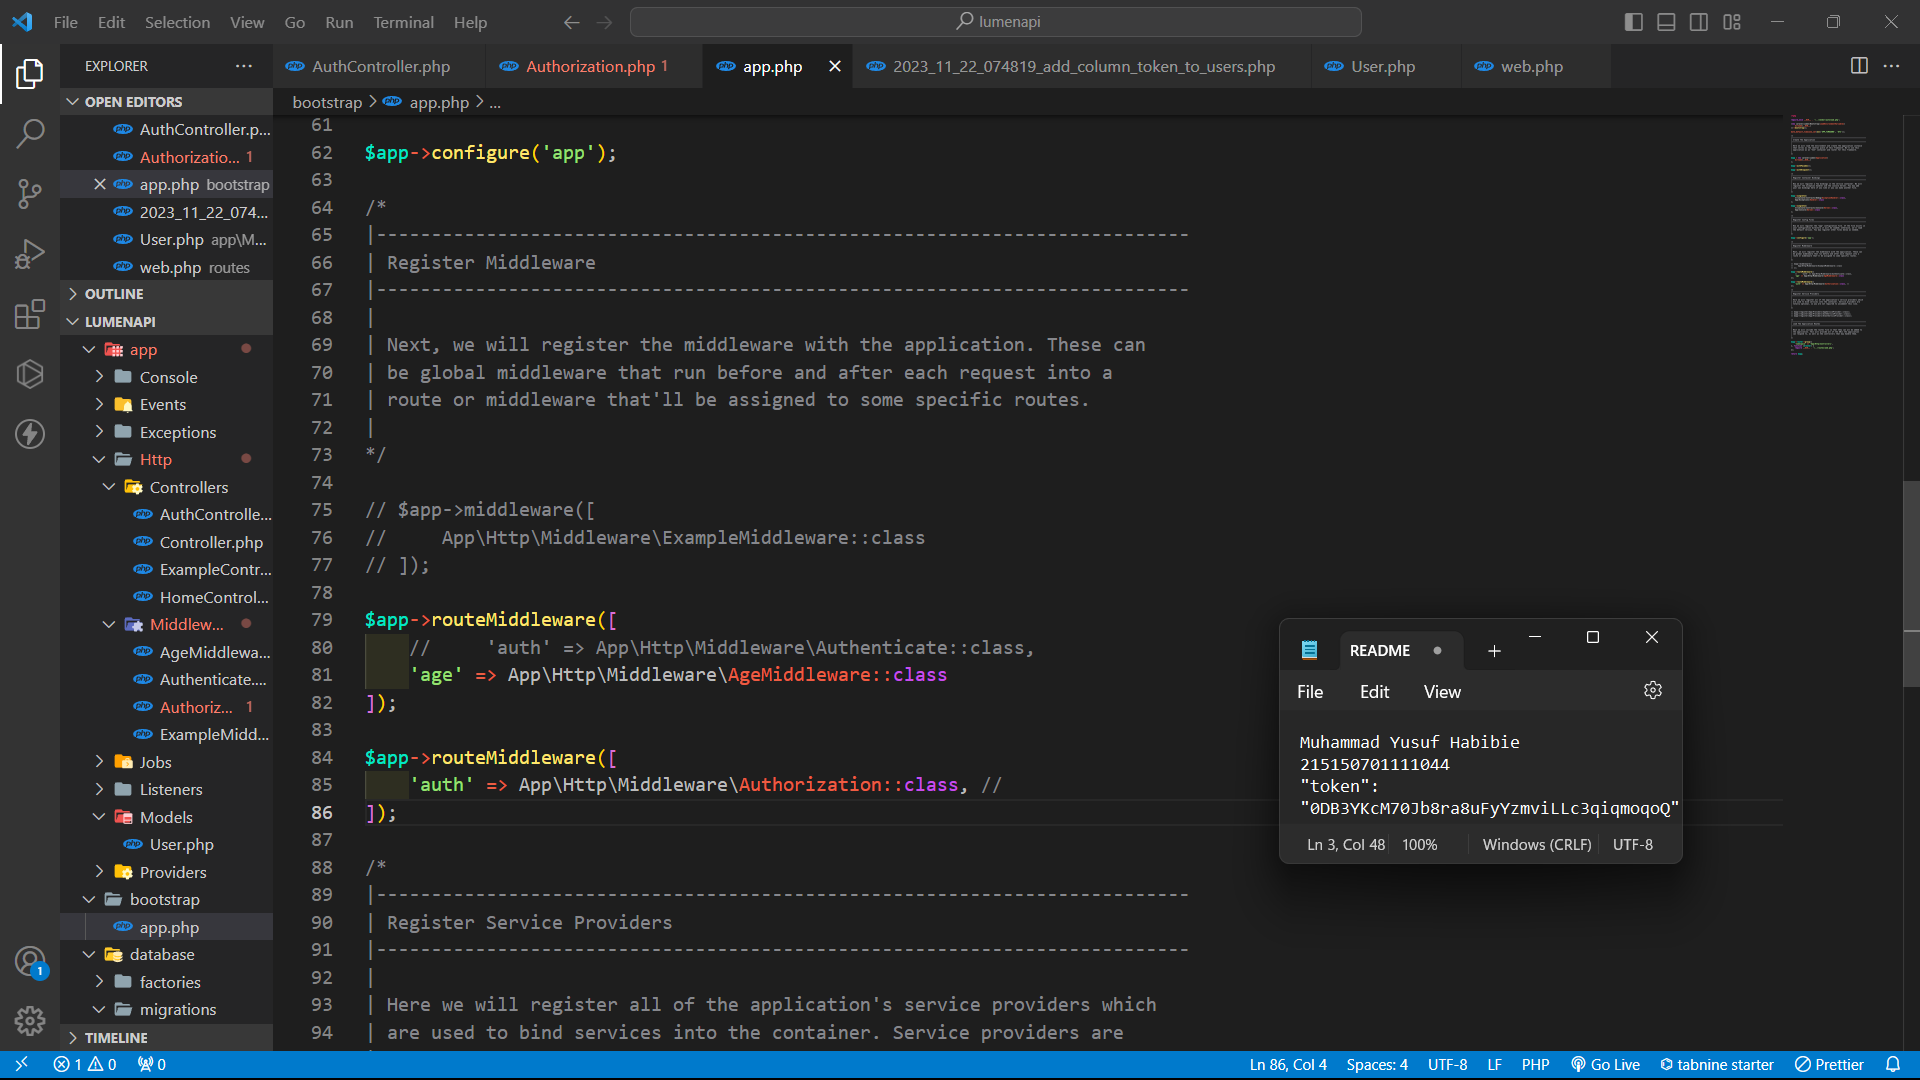 File Edit Selection View Go Run Terminal Help
lumenapi
EXPLORER
AuthController.php
Authorization.php 1
app.php
2023_11_22_074819_add_column_token_to_users.php
User.php
web.php
bootstrap > app.php > ...
OPEN EDITORS
AuthController.p...
Authorizatio... 1
app.php bootstrap
2023_11_22_074...
User.php app\M...
web.php routes
OUTLINE
LUMENAPI
app
Console
Events
Exceptions
Http
Controllers
AuthControlle...
Controller.php
ExampleContr...
HomeControl...
Middlew...
AgeMiddlewa...
Authenticate....
Authoriz... 1
ExampleMidd...
Jobs
Listeners
Models
User.php
Providers
bootstrap
app.php
database
factories
migrations
TIMELINE
61
62 $app->configure('app');
63
64 /*
65 |--------------------------------------------------------------------------
66 | Register Middleware
67 |--------------------------------------------------------------------------
68 |
69 | Next, we will register the middleware with the application. These can
70 | be global middleware that run before and after each request into a
71 | route or middleware that'll be assigned to some specific routes.
72 |
73 */
74
75 // $app->middleware([
76 //     App\Http\Middleware\ExampleMiddleware::class
77 // ]);
78
79 $app->routeMiddleware([
80     //     'auth' => App\Http\Middleware\Authenticate::class,
81     'age' => App\Http\Middleware\AgeMiddleware::class
82 ]);
83
84 $app->routeMiddleware([
85     'auth' => App\Http\Middleware\Authorization::class, //
86 ]);
87
88 /*
89 |--------------------------------------------------------------------------
90 | Register Service Providers
91 |--------------------------------------------------------------------------
92 |
93 | Here we will register all of the application's service providers which
94 | are used to bind services into the container. Service providers are
README
File Edit View
Muhammad Yusuf Habibie
215150701111044
"token":
"0DB3YKcM70Jb8ra8uFyYzmviLLc3qiqmoqoQ"
Ln 3, Col 48 100% Windows (CRLF) UTF-8
1 0 0
1
Ln 86, Col 4 Spaces: 4 UTF-8 LF PHP Go Live tabnine starter Prettier